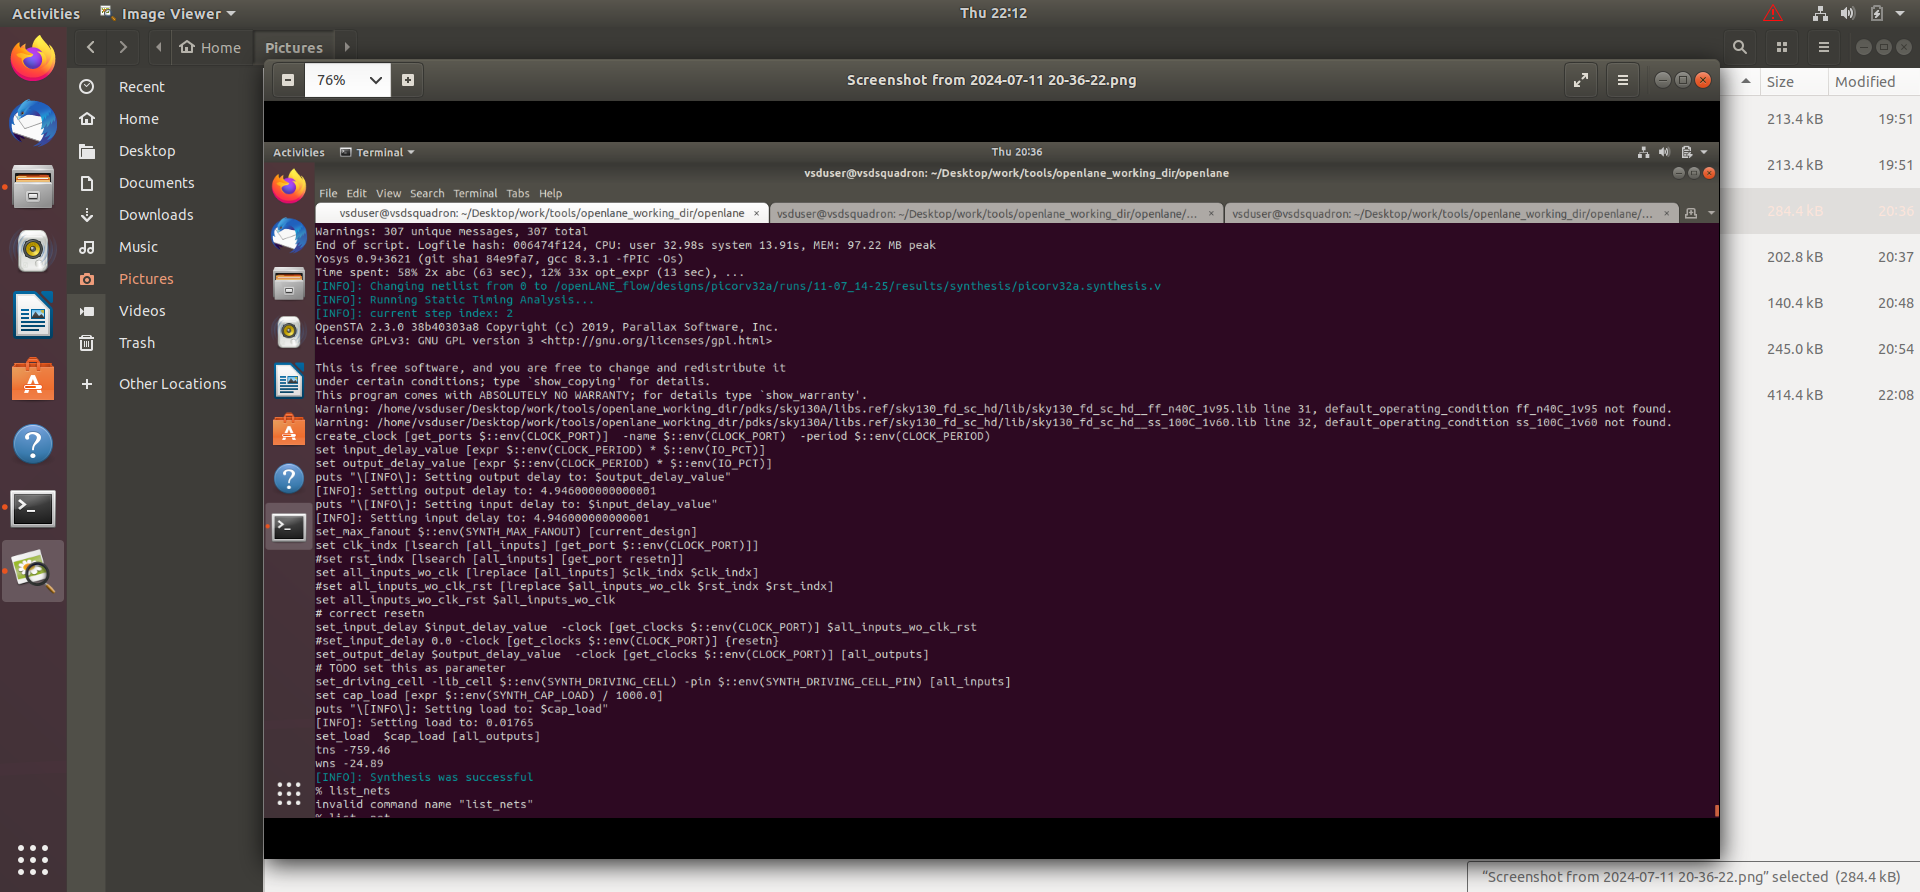 Activities Image Viewer Thu 22:12
Home Pictures
76% Screenshot from 2024-07-11 20-36-22.png
Size Modified
Recent
Home
Desktop
Documents
Downloads
Music
Pictures
Videos
Trash
Other Locations
213.4 kB 19:51
213.4 kB 19:51
284.4 kB 20:36
202.8 kB 20:37
140.4 kB 20:48
245.0 kB 20:54
414.4 kB 22:08
Activities Terminal Thu 20:36
vsduser@vsdsquadron: ~/Desktop/work/tools/openlane_working_dir/openlane
File Edit View Search Terminal Tabs Help
vsduser@vsdsquadron: ~/Desktop/work/tools/openlane_working_dir/openlane × vsduser@vsdsquadron: ~/Desktop/work/tools/openlane_working_dir/openlane/... × vsduser@vsdsquadron: ~/Desktop/work/tools/openlane_working_dir/openlane/... ×
Warnings: 307 unique messages, 307 total
End of script. Logfile hash: 006474f124, CPU: user 32.98s system 13.91s, MEM: 97.22 MB peak
Yosys 0.9+3621 (git sha1 84e9fa7, gcc 8.3.1 -fPIC -Os)
Time spent: 58% 2x abc (63 sec), 12% 33x opt_expr (13 sec), ...
[INFO]: Changing netlist from 0 to /openLANE_flow/designs/picorv32a/runs/11-07_14-25/results/synthesis/picorv32a.synthesis.v
[INFO]: Running Static Timing Analysis...
[INFO]: current step index: 2
OpenSTA 2.3.0 38b40303a8 Copyright (c) 2019, Parallax Software, Inc.
License GPLv3: GNU GPL version 3 <http://gnu.org/licenses/gpl.html>
This is free software, and you are free to change and redistribute it
under certain conditions; type `show_copying' for details.
This program comes with ABSOLUTELY NO WARRANTY; for details type `show_warranty'.
Warning: /home/vsduser/Desktop/work/tools/openlane_working_dir/pdks/sky130A/libs.ref/sky130_fd_sc_hd/lib/sky130_fd_sc_hd__ff_n40C_1v95.lib line 31, default_operating_condition ff_n40C_1v95 not found.
Warning: /home/vsduser/Desktop/work/tools/openlane_working_dir/pdks/sky130A/libs.ref/sky130_fd_sc_hd/lib/sky130_fd_sc_hd__ss_100C_1v60.lib line 32, default_operating_condition ss_100C_1v60 not found.
create_clock [get_ports $::env(CLOCK_PORT)]  -name $::env(CLOCK_PORT)  -period $::env(CLOCK_PERIOD)
set input_delay_value [expr $::env(CLOCK_PERIOD) * $::env(IO_PCT)]
set output_delay_value [expr $::env(CLOCK_PERIOD) * $::env(IO_PCT)]
puts "\[INFO\]: Setting output delay to: $output_delay_value"
[INFO]: Setting output delay to: 4.946000000000001
puts "\[INFO\]: Setting input delay to: $input_delay_value"
[INFO]: Setting input delay to: 4.946000000000001
set_max_fanout $::env(SYNTH_MAX_FANOUT) [current_design]
set clk_indx [lsearch [all_inputs] [get_port $::env(CLOCK_PORT)]]
#set rst_indx [lsearch [all_inputs] [get_port resetn]]
set all_inputs_wo_clk [lreplace [all_inputs] $clk_indx $clk_indx]
#set all_inputs_wo_clk_rst [lreplace $all_inputs_wo_clk $rst_indx $rst_indx]
set all_inputs_wo_clk_rst $all_inputs_wo_clk
# correct resetn
set_input_delay $input_delay_value  -clock [get_clocks $::env(CLOCK_PORT)] $all_inputs_wo_clk_rst
#set_input_delay 0.0 -clock [get_clocks $::env(CLOCK_PORT)] {resetn}
set_output_delay $output_delay_value  -clock [get_clocks $::env(CLOCK_PORT)] [all_outputs]
# TODO set this as parameter
set_driving_cell -lib_cell $::env(SYNTH_DRIVING_CELL) -pin $::env(SYNTH_DRIVING_CELL_PIN) [all_inputs]
set cap_load [expr $::env(SYNTH_CAP_LOAD) / 1000.0]
puts "\[INFO\]: Setting load to: $cap_load"
[INFO]: Setting load to: 0.01765
set_load  $cap_load [all_outputs]
tns -759.46
wns -24.89
[INFO]: Synthesis was successful
% list_nets
invalid command name "list_nets"
"Screenshot from 2024-07-11 20-36-22.png" selected (284.4 kB)